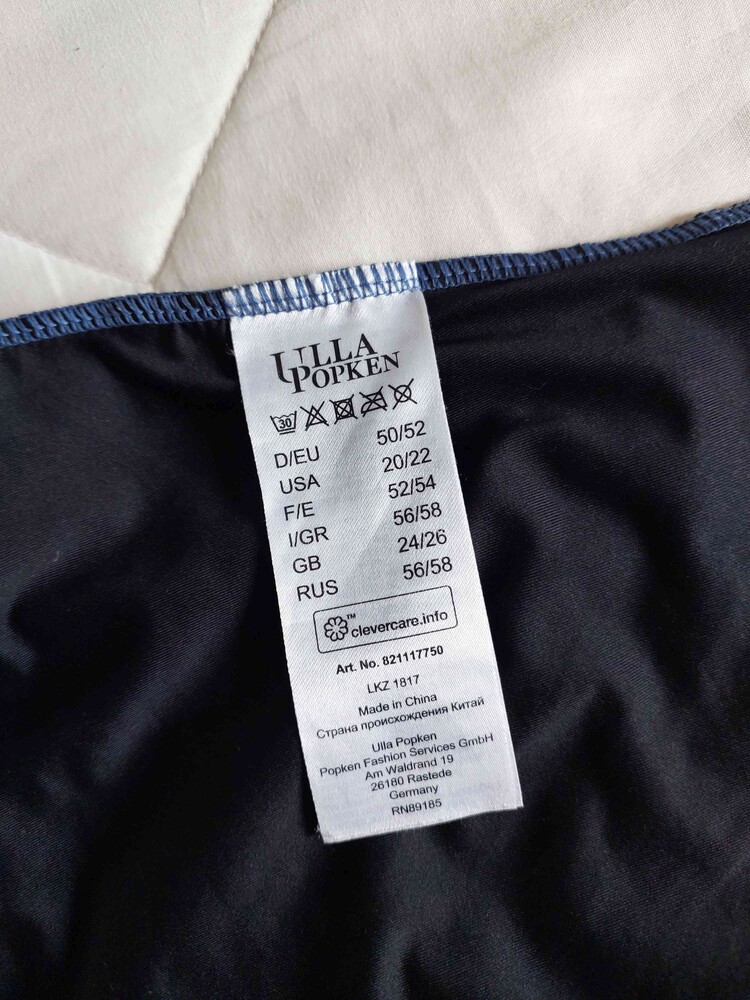 ULLA
POPKEN
30
D/EU 50/52
USA 20/22
F/E 52/54
I/GR 56/58
GB 24/26
RUS 56/58
clevercare.info™
Art. No. 821117750
LKZ 1817
Made in China
Страна происхождения Китай
Ulla Popken
Popken Fashion Services GmbH
Am Waldrand 19
26180 Rastede
Germany
RN89185